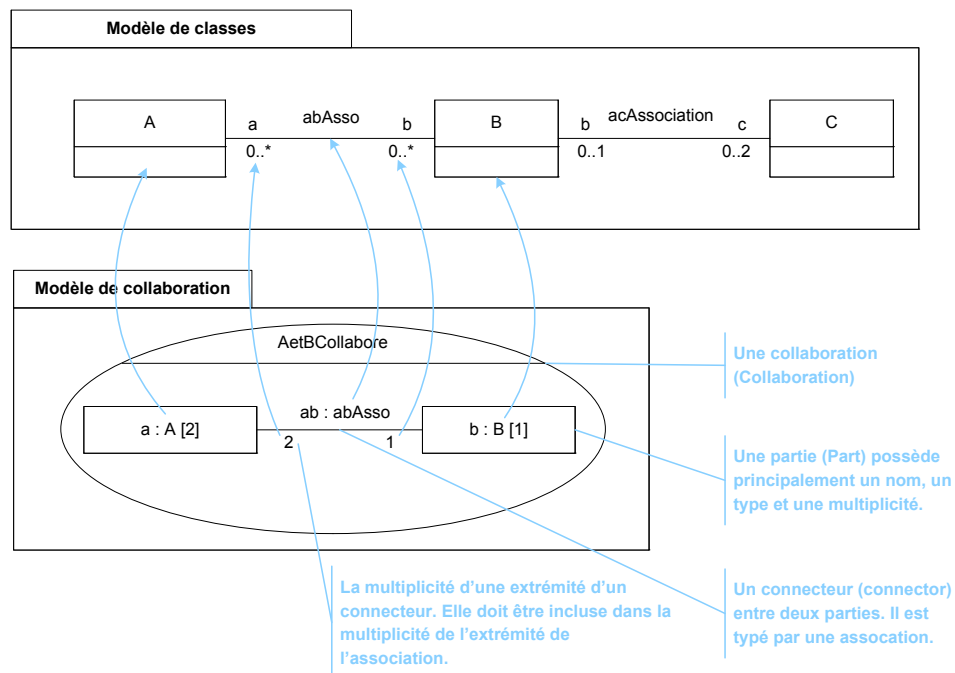 Modèle de classes
A
a
abAsso
b
B
b
acAssociation
c
C
0..*
0..*
0..1
0..2
Modèle de collaboration
AetBCollabore
a : A [2]
ab : abAsso
2
1
b : B [1]
Une collaboration
(Collaboration)
Une partie (Part) possède
principalement un nom, un
type et une multiplicité.
La multiplicité d'une extrémité d'un
connecteur. Elle doit être incluse dans la
multiplicité de l'extrémité de
l'association.
Un connecteur (connector)
entre deux parties. Il est
typé par une assocation.